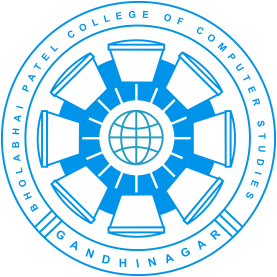 BHOLABHAI PATEL COLLEGE OF COMPUTER STUDIES
GANDHINAGAR